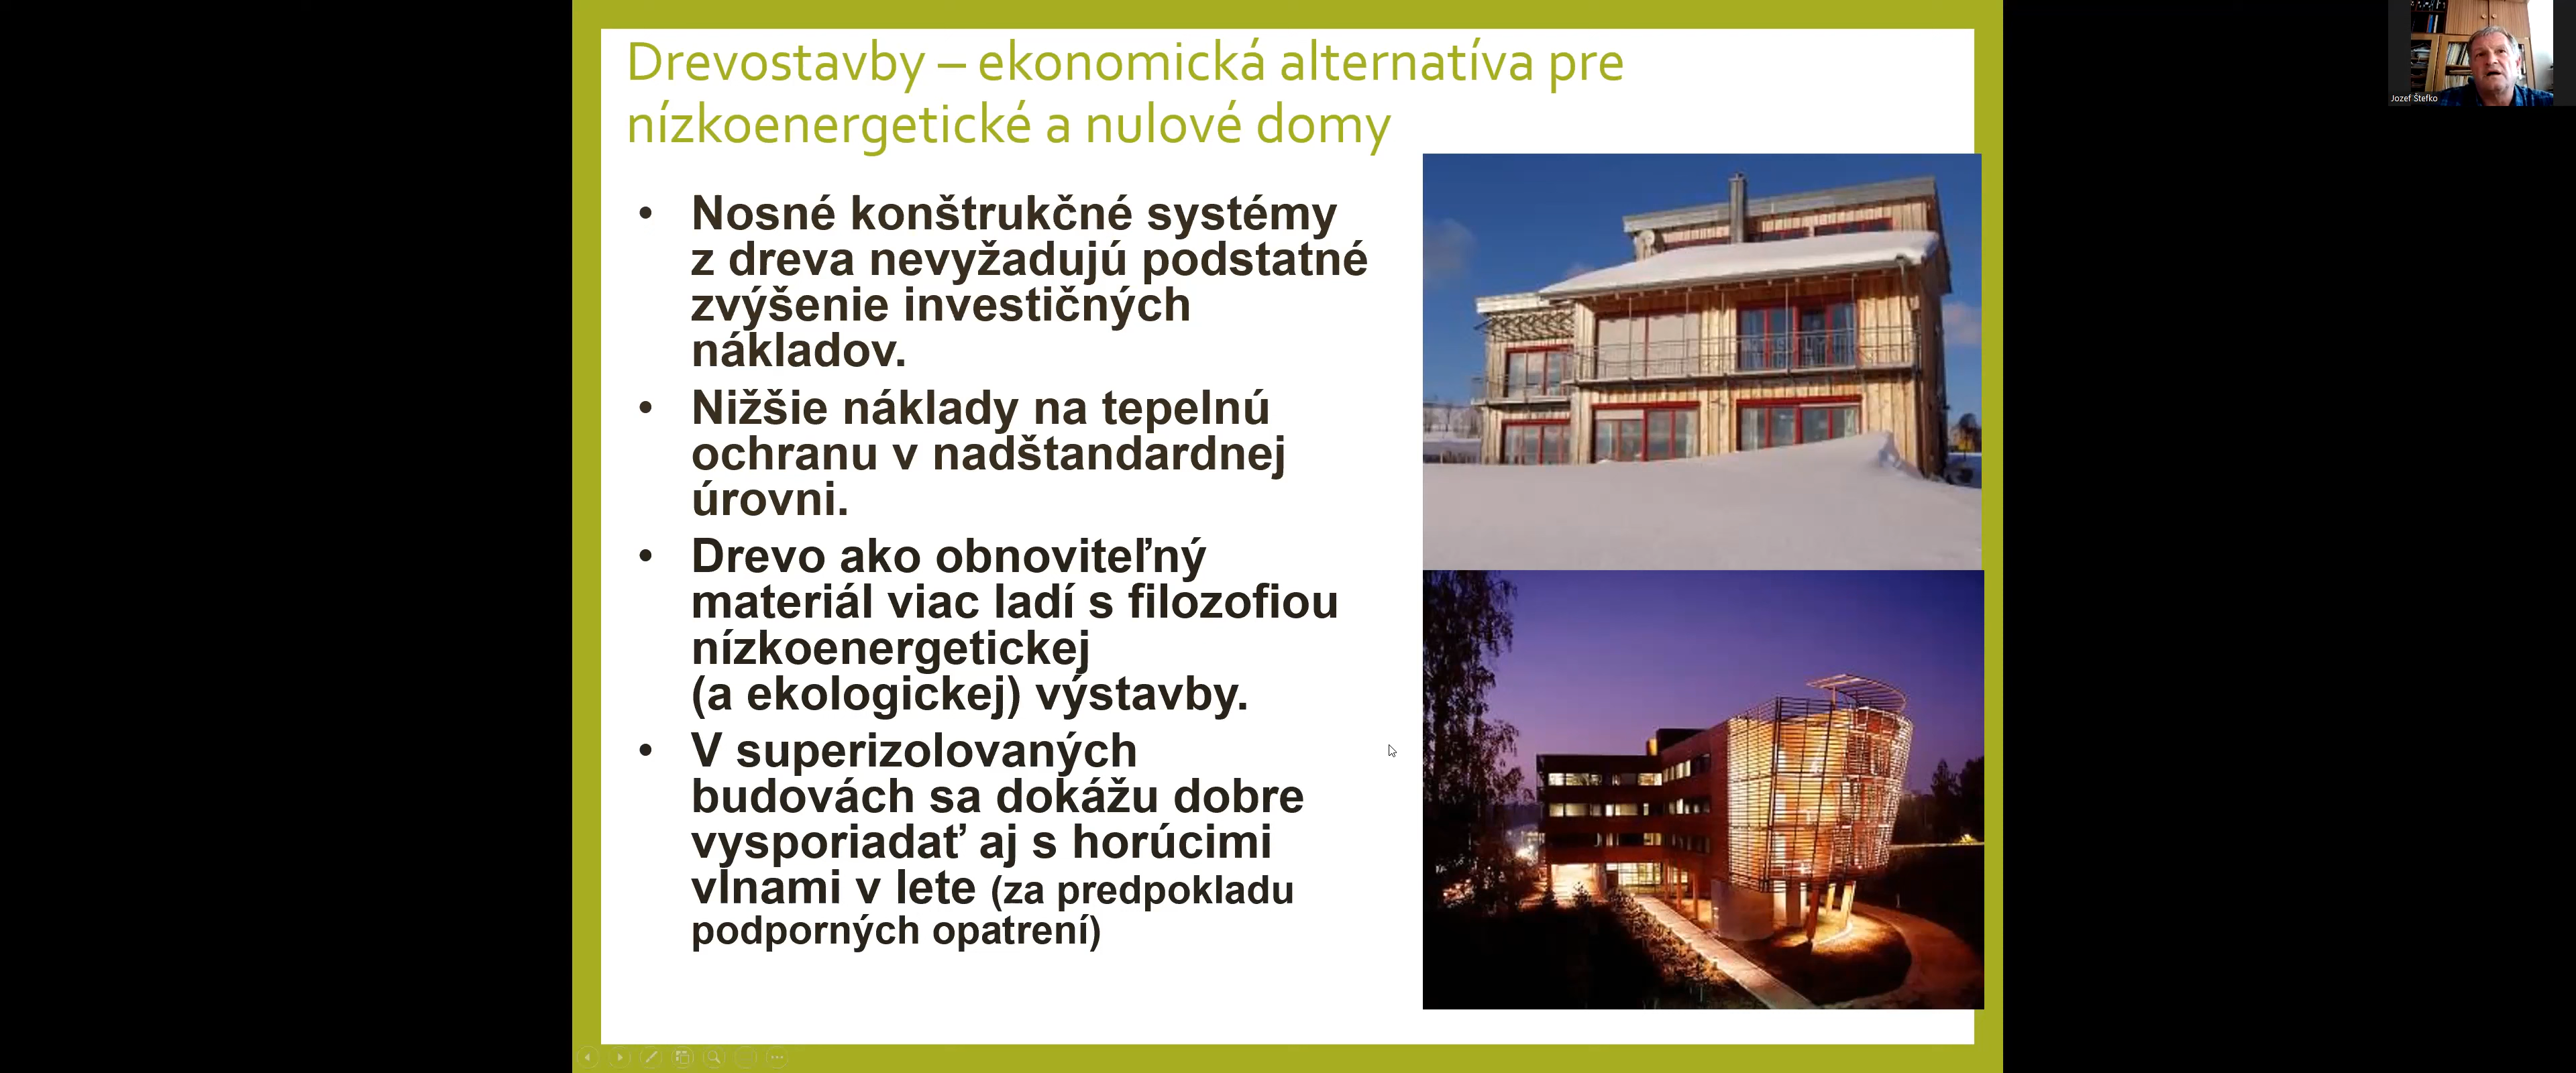 Drevostavby – ekonomická alternatíva pre
nízkoenergetické a nulové domy
• Nosné konštrukčné systémy
z dreva nevyžadujú podstatné
zvýšenie investičných
nákladov.
• Nižšie náklady na tepelnú
ochranu v nadštandardnej
úrovni.
• Drevo ako obnoviteľný
materiál viac ladí s filozofiou
nízkoenergetickej
(a ekologickej) výstavby.
• V superizolovaných
budovách sa dokážu dobre
vysporiadať aj s horúcimi
vlnami v lete (za predpokladu
podporných opatrení)
Jozef Štefko